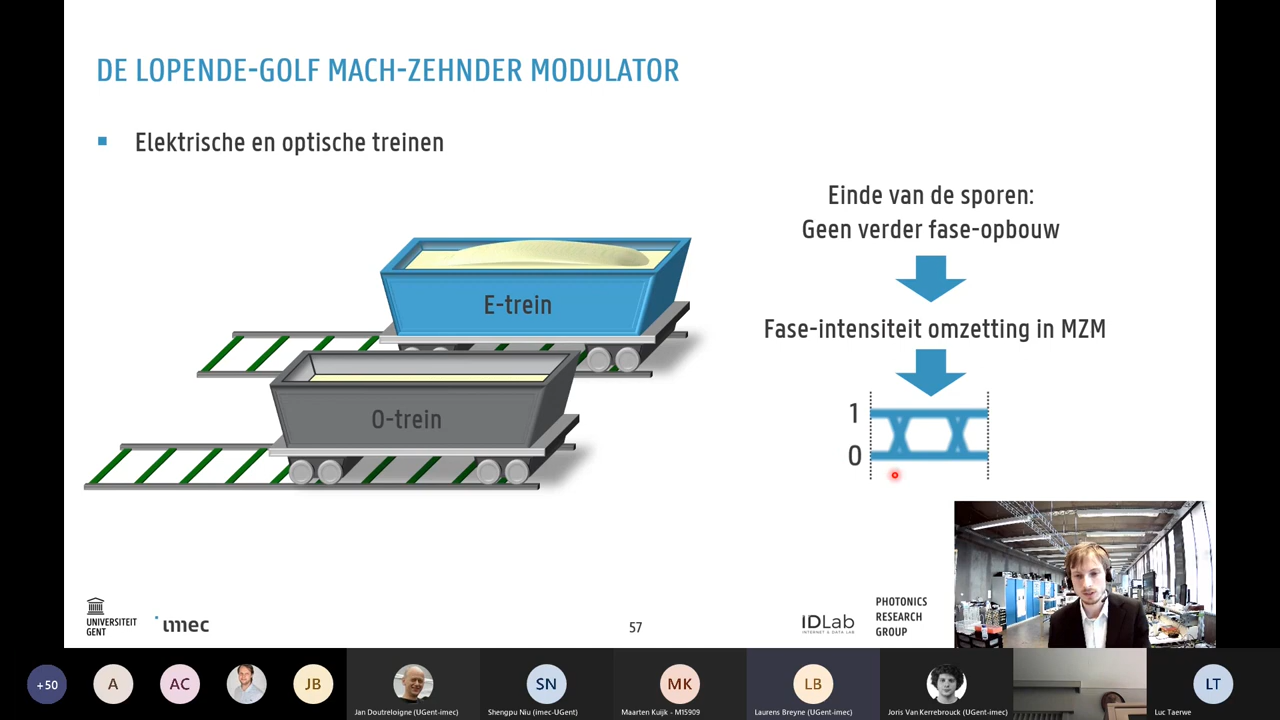 DE LOPENDE-GOLF MACH-ZEHNDER MODULATOR
Elektrische en optische treinen
Einde van de sporen:
Geen verder fase-opbouw
E-trein
Fase-intensiteit omzetting in MZM
O-trein
1
0
UNIVERSITEIT
GENT
imec
57
IDLab
INTERNET & DATA LAB
PHOTONICS
RESEARCH
GROUP
+50
A
AC
JB
Jan Doutreloigne (UGent-imec)
SN
Shengpu Niu (imec-UGent)
MK
Maarten Kuijk - M15909
LB
Laurens Breyne (UGent-imec)
Joris Van Kerrebrouck (UGent-imec)
LT
Luc Taerwe